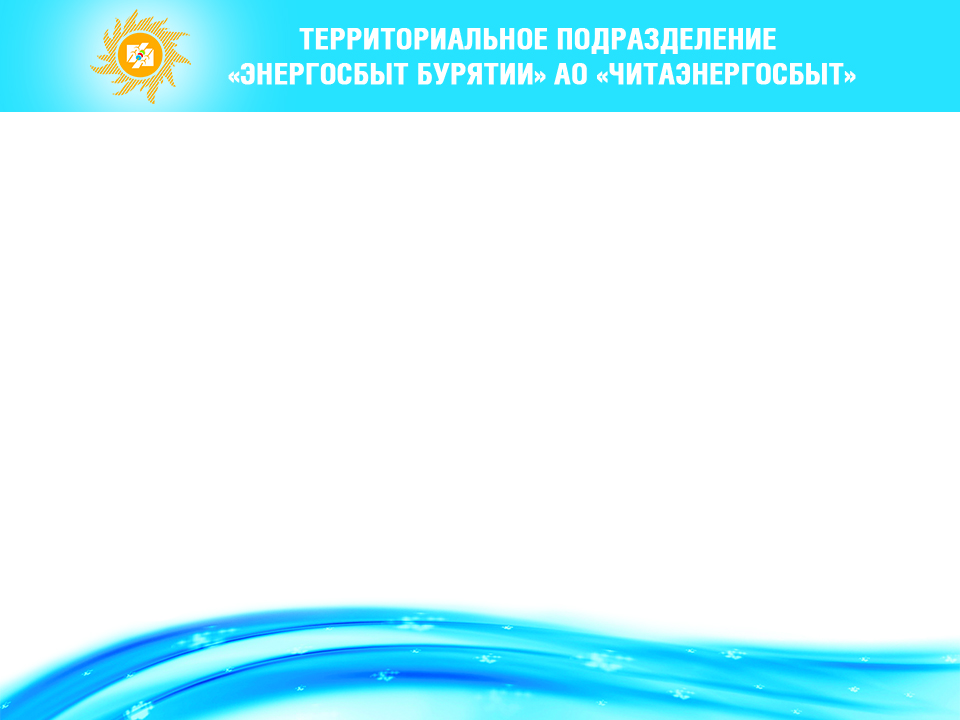 ТЕРРИТОРИАЛЬНОЕ ПОДРАЗДЕЛЕНИЕ
«ЭНЕРГОСБЫТ БУРЯТИИ» АО «ЧИТАЭНЕРГОСБЫТ»